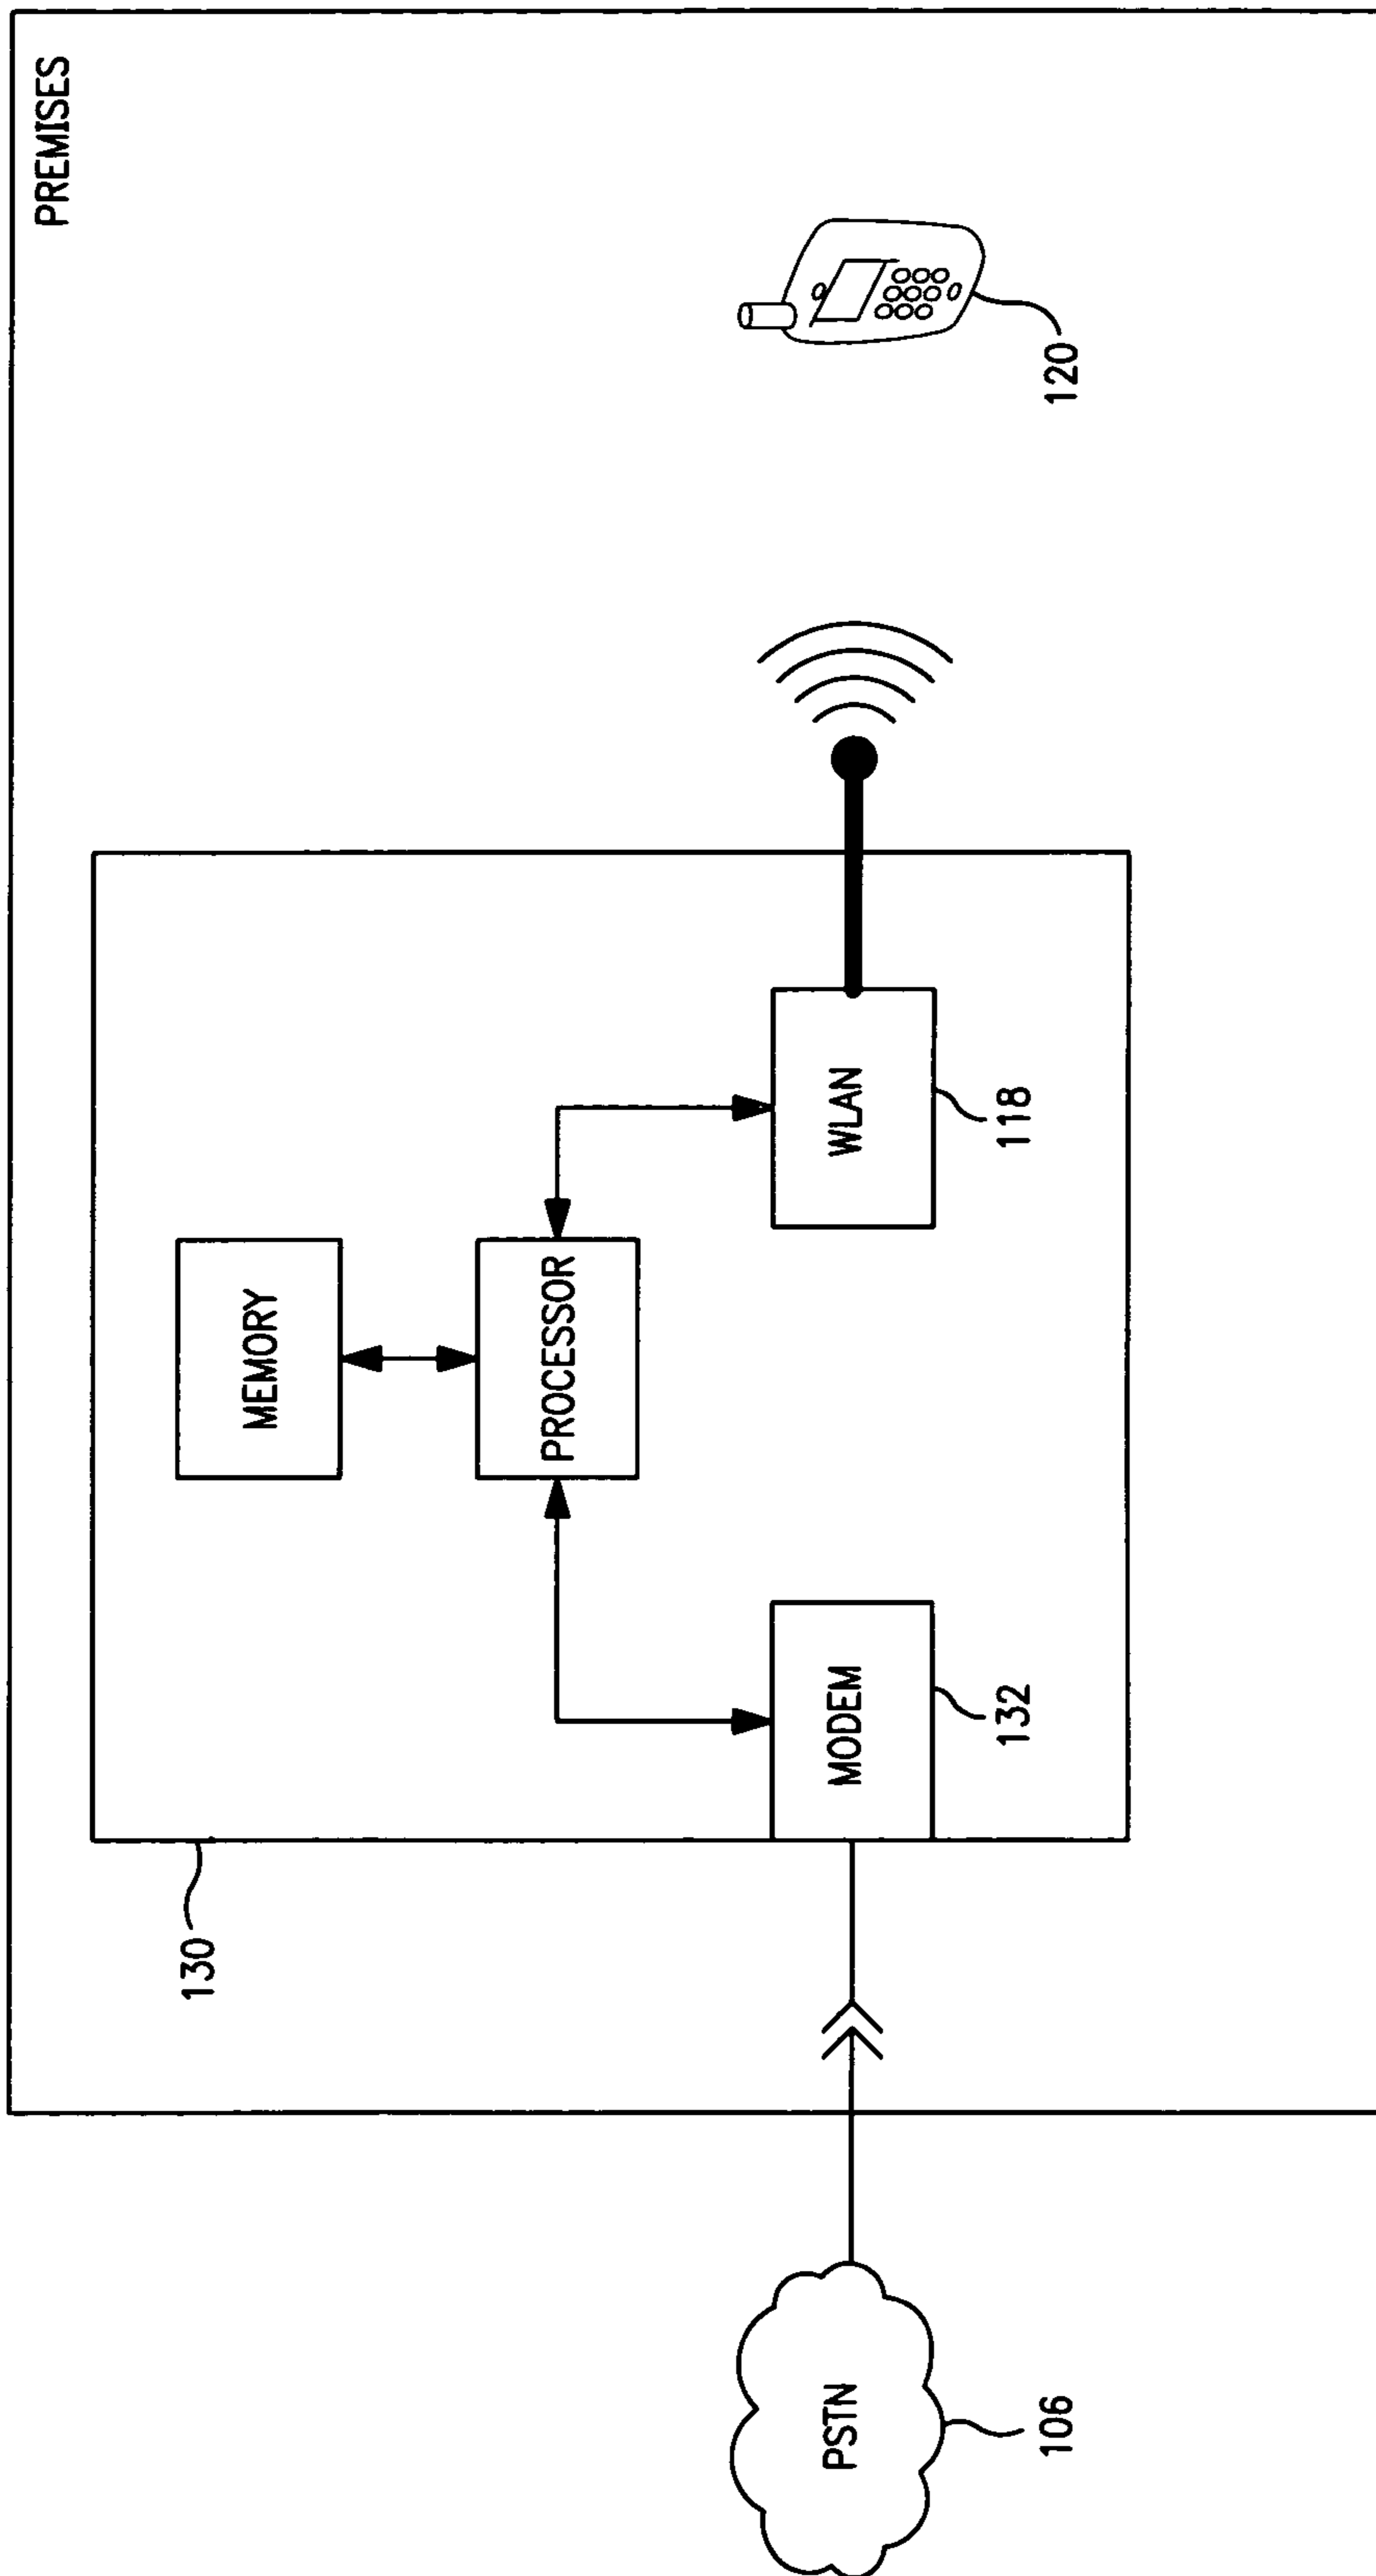 PREMISES
MEMORY
PROCESSOR
MODEM
WLAN
PSTN
130
132
118
120
106